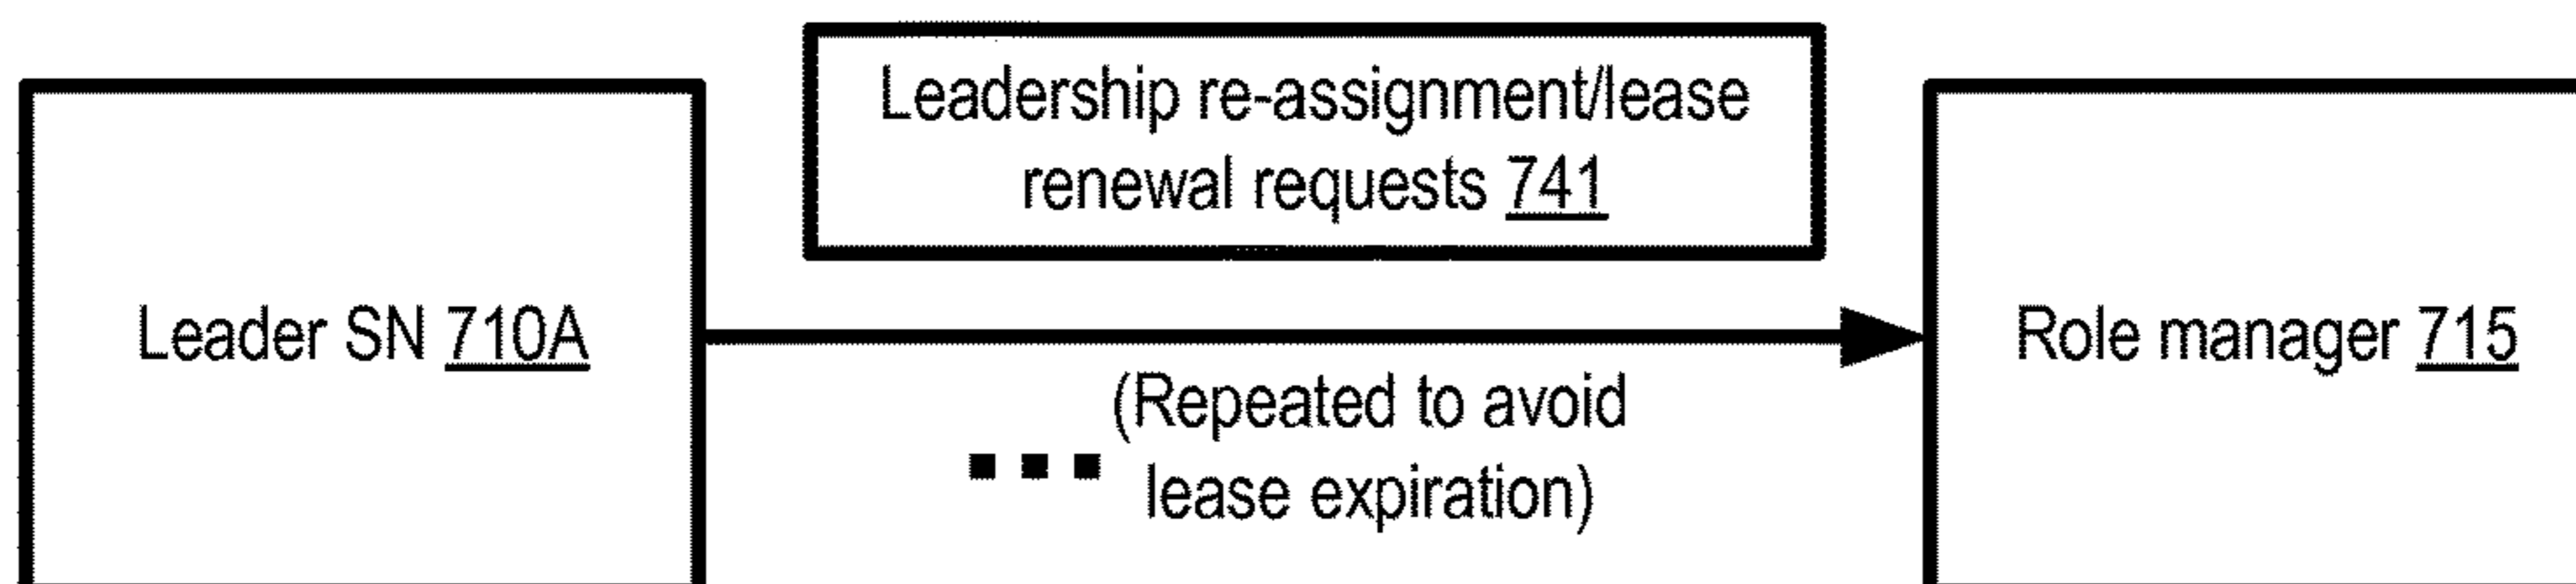 Leadership re-assignment/lease
renewal requests 741
Leader SN 710A
Role manager 715
(Repeated to avoid
lease expiration)